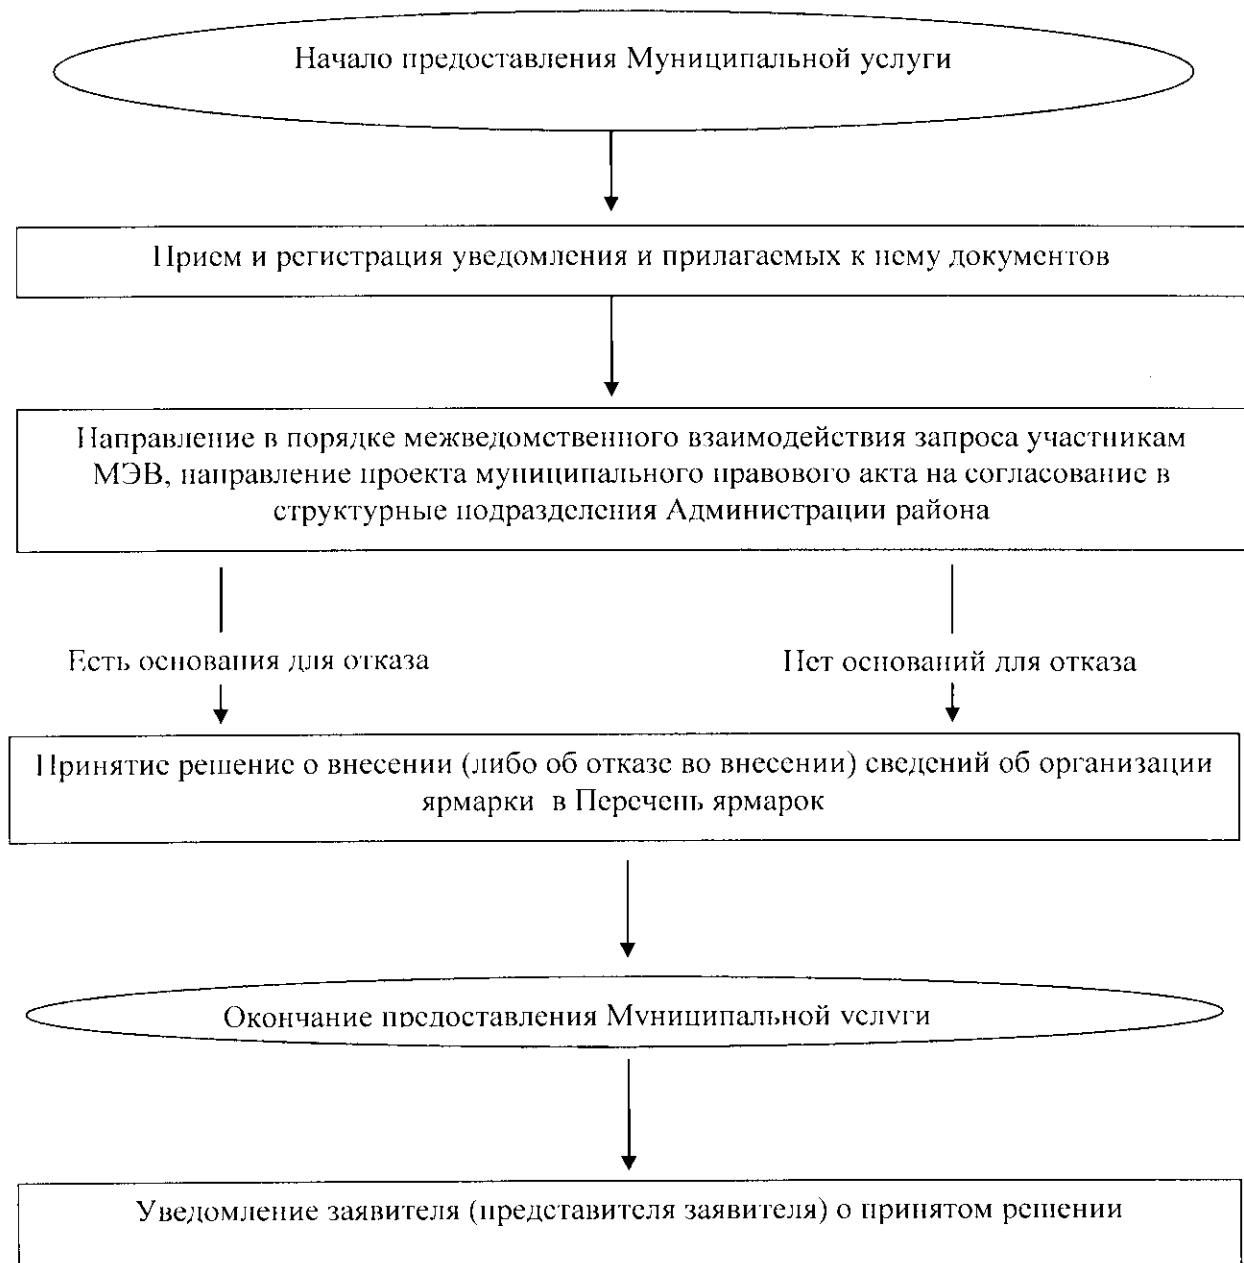 Начало предоставления Муниципальной услуги
Прием и регистрация уведомления и прилагаемых к нему документов
Направление в порядке межведомственного взаимодействия запроса участникам
МЭВ, направление проекта муниципального правового акта на согласование в
структурные подразделения Администрации района
Есть основания для отказа
Нет оснований для отказа
Принятие решение о внесении (либо об отказе во внесении) сведений об организации
ярмарки в Перечень ярмарок
Окончание предоставления Муниципальной услуги
Уведомление заявителя (представителя заявителя) о принятом решении